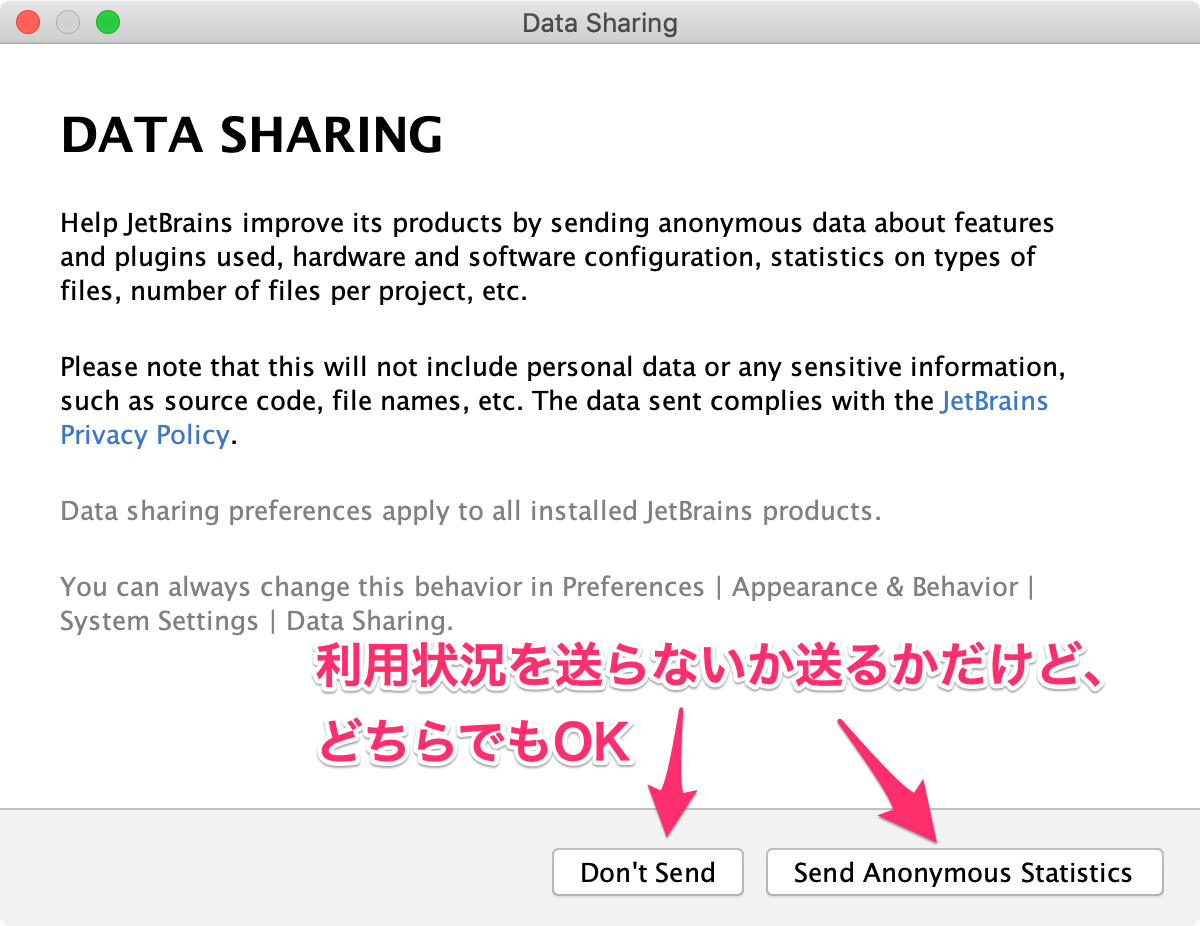 Data Sharing
DATA SHARING
Help JetBrains improve its products by sending anonymous data about features
and plugins used, hardware and software configuration, statistics on types of
files, number of files per project, etc.
Please note that this will not include personal data or any sensitive information,
such as source code, file names, etc. The data sent complies with the JetBrains
Privacy Policy.
Data sharing preferences apply to all installed JetBrains products.
You can always change this behavior in Preferences | Appearance & Behavior |
System Settings | Data Sharing.
利用状況を送らないか送るかだけど、
どちらでもOK
Don't Send
Send Anonymous Statistics